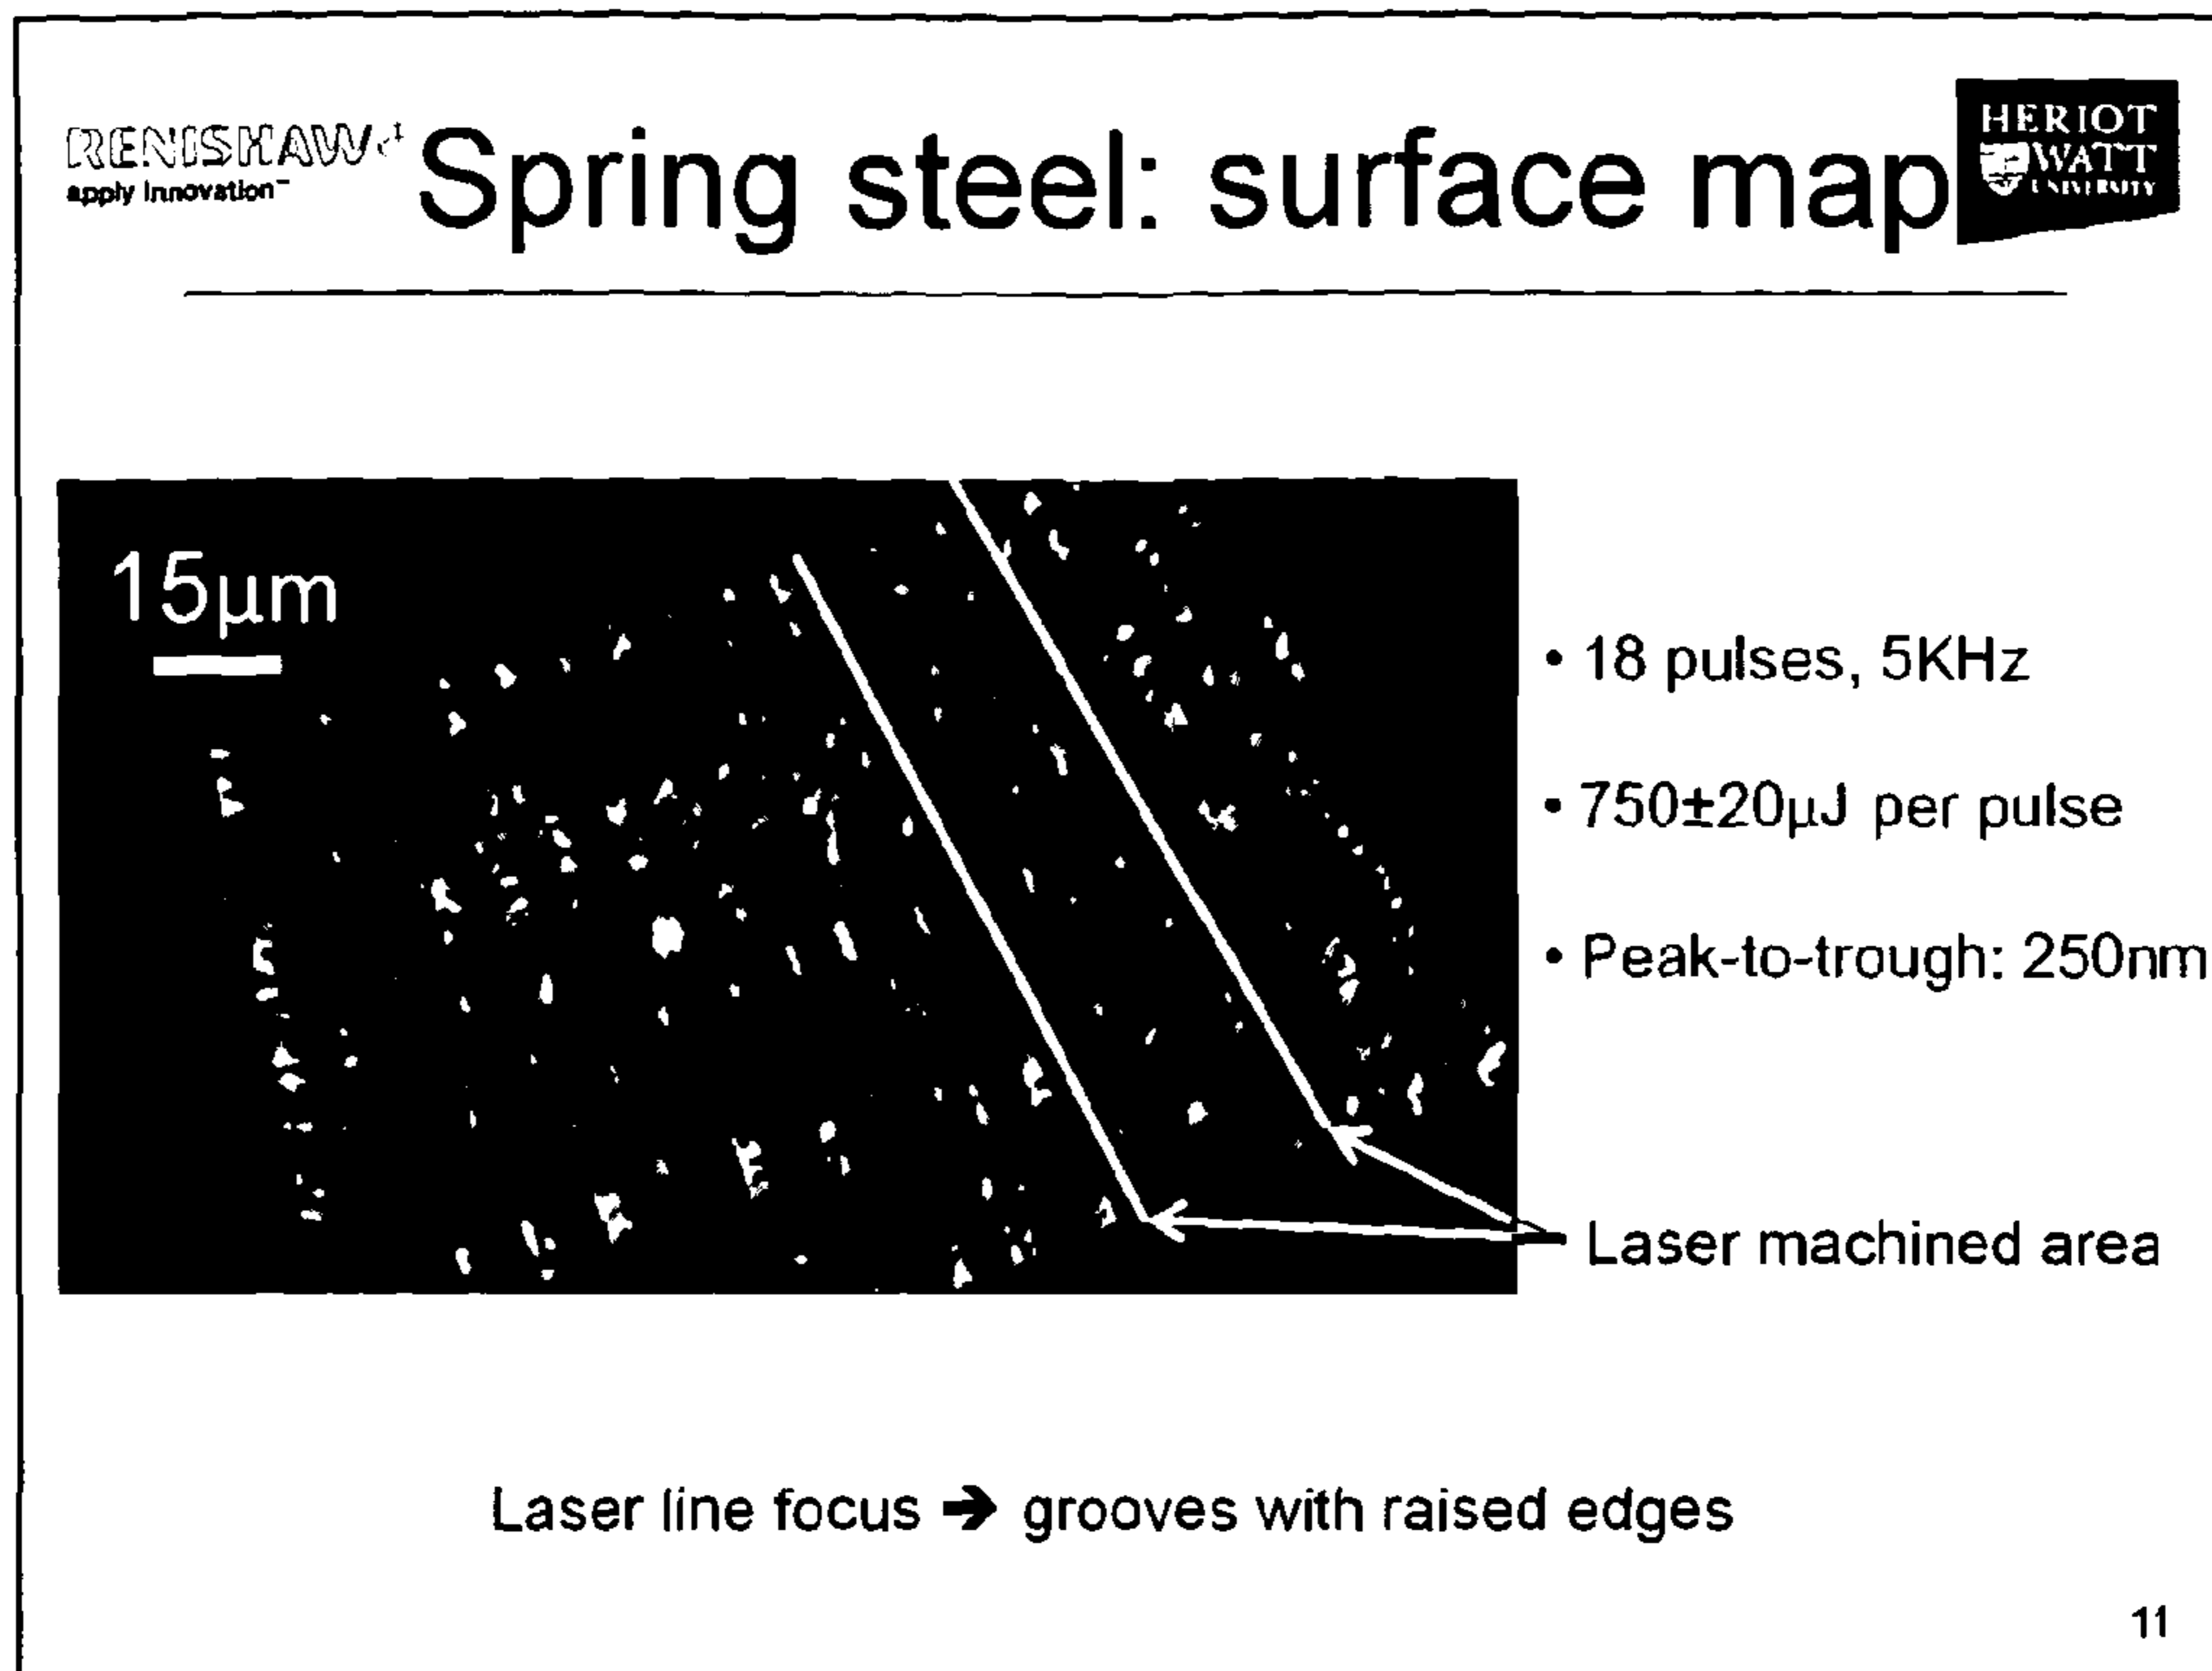 RENISHAW
apply innovation™
Spring steel: surface map
HERIOT
WATT
UNIVERSITY
15µm
• 18 pulses, 5KHz
• 750±20µJ per pulse
• Peak-to-trough: 250nm
Laser machined area
Laser line focus → grooves with raised edges
11